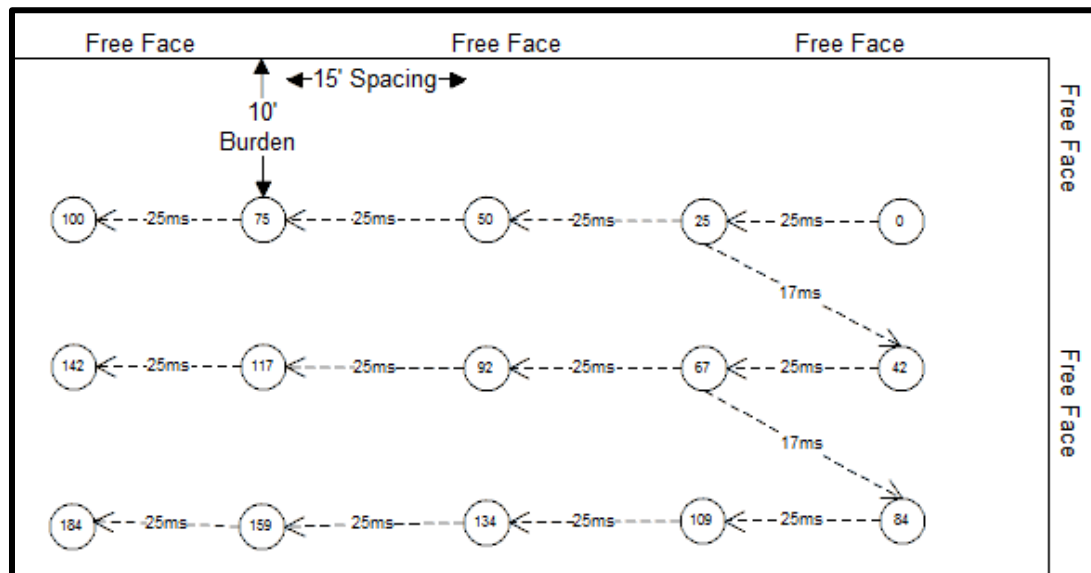 Free Face Free Face Free Face
15' Spacing
10'
Burden
Free Face
100 25ms 75 25ms 50 25ms 25 25ms 0
17ms
142 25ms 117 25ms 92 25ms 67 25ms 42
Free Face
17ms
184 25ms 159 25ms 134 25ms 109 25ms 84